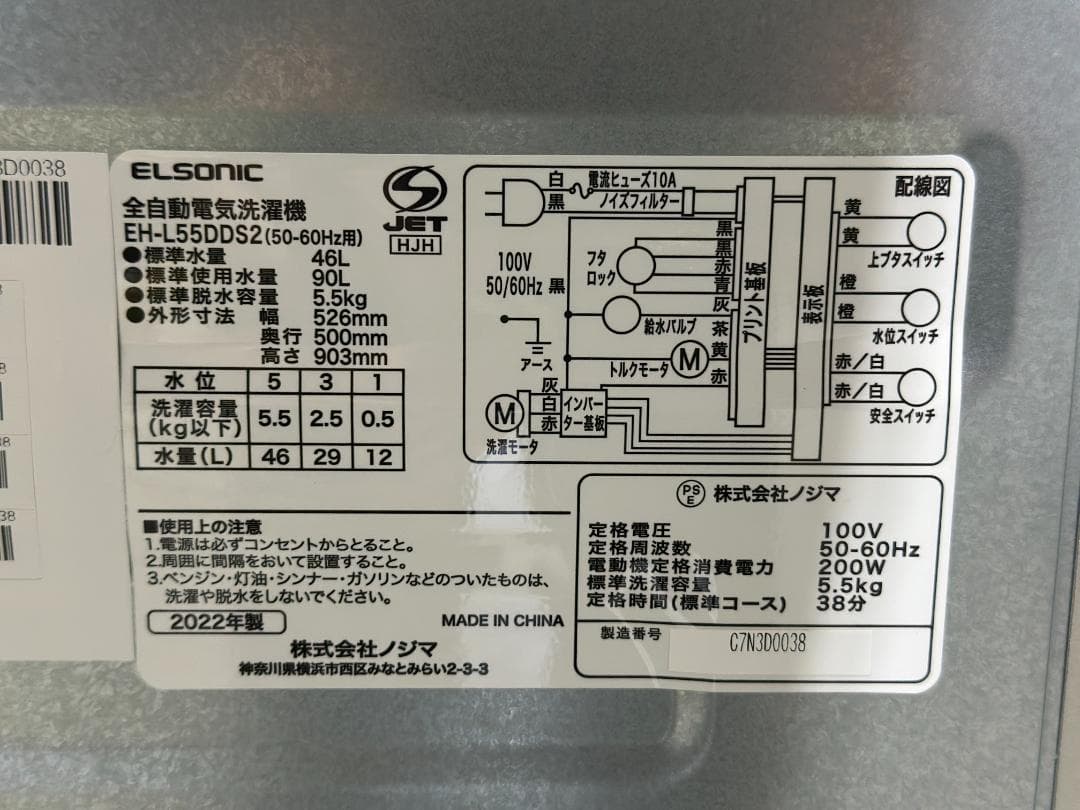 3D0038
ELSONIC
全自動電気洗濯機
EH-L55DDS2(50-60Hz用)
●標準水量 46L
●標準使用水量 90L
●標準脱水容量 5.5kg
●外形寸法 幅 526mm
奥行 500mm
高さ 903mm
S
JET
HJH
水位 5 3 1
洗濯容量(kg以下) 5.5 2.5 0.5
水量(L) 46 29 12
配線図
白 電流ヒューズ10A
黒 ノイズフィルター
100V
50/60Hz 黒
フタ
ロック
黒
黒
赤
青
灰
給水バルブ
茶
黄
トルクモータ M
赤
アース
灰
白
赤
M
洗濯モータ
インバー
ター基板
プリント基板
表示板
黄
黄
上ブタスイッチ
橙
橙
水位スイッチ
赤/白
赤/白
安全スイッチ
■使用上の注意
1.電源は必ずコンセントからとること。
2.周囲に間隔をおいて設置すること。
3.ベンジン・灯油・シンナー・ガソリンなどのついたものは、
洗濯や脱水をしないでください。
2022年製
MADE IN CHINA
株式会社ノジマ
神奈川県横浜市西区みなとみらい2-3-3
PSE 株式会社ノジマ
定格電圧 100V
定格周波数 50-60Hz
電動機定格消費電力 200W
標準洗濯容量 5.5kg
定格時間(標準コース) 38分
製造番号 C7N3D0038